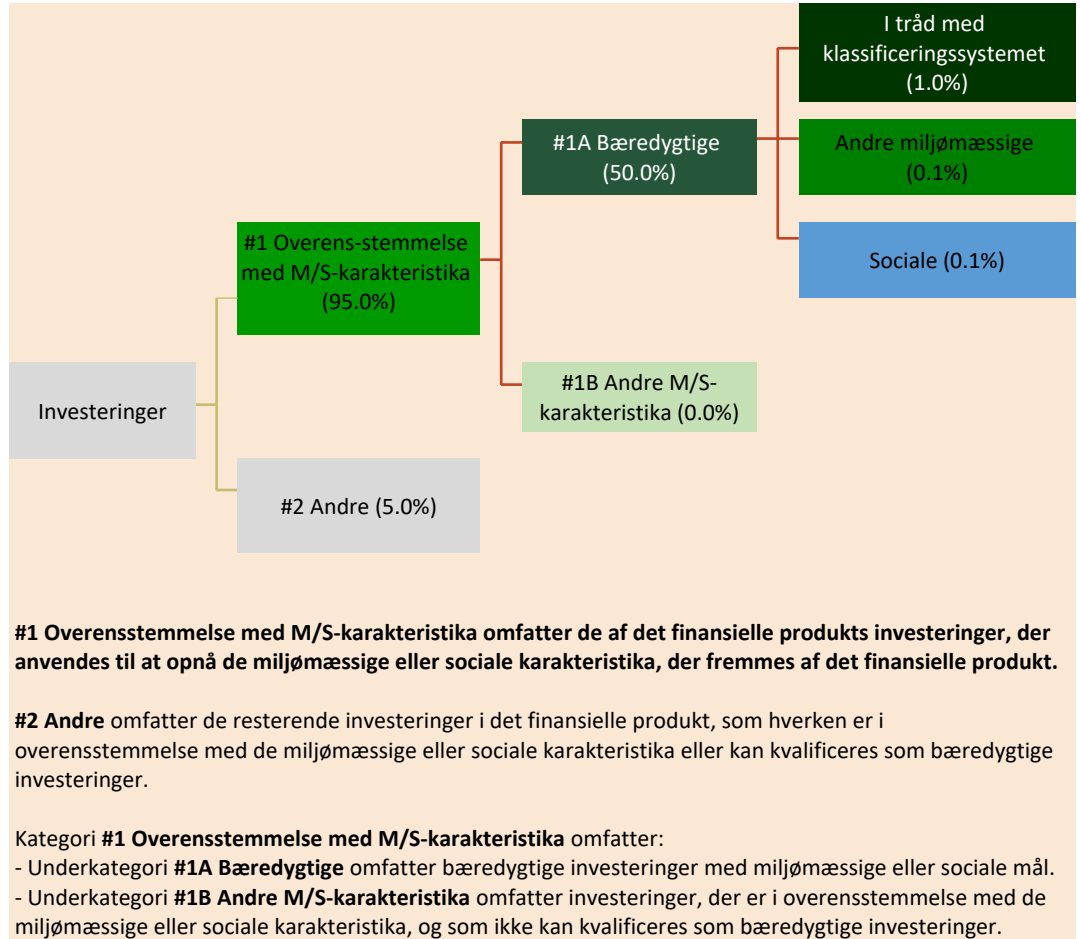 I tråd med
klassificeringssystemet
(1.0%)
#1A Bæredygtige
(50.0%)
Andre miljømæssige
(0.1%)
#1 Overens-stemmelse
med M/S-karakteristika
(95.0%)
Sociale (0.1%)
Investeringer
#1B Andre M/S-
karakteristika (0.0%)
#2 Andre (5.0%)
#1 Overensstemmelse med M/S-karakteristika omfatter de af det finansielle produkts investeringer, der
anvendes til at opnå de miljømæssige eller sociale karakteristika, der fremmes af det finansielle produkt.
#2 Andre omfatter de resterende investeringer i det finansielle produkt, som hverken er i
overensstemmelse med de miljømæssige eller sociale karakteristika eller kan kvalificeres som bæredygtige
investeringer.
Kategori #1 Overensstemmelse med M/S-karakteristika omfatter:
- Underkategori #1A Bæredygtige omfatter bæredygtige investeringer med miljømæssige eller sociale mål.
- Underkategori #1B Andre M/S-karakteristika omfatter investeringer, der er i overensstemmelse med de
miljømæssige eller sociale karakteristika, og som ikke kan kvalificeres som bæredygtige investeringer.